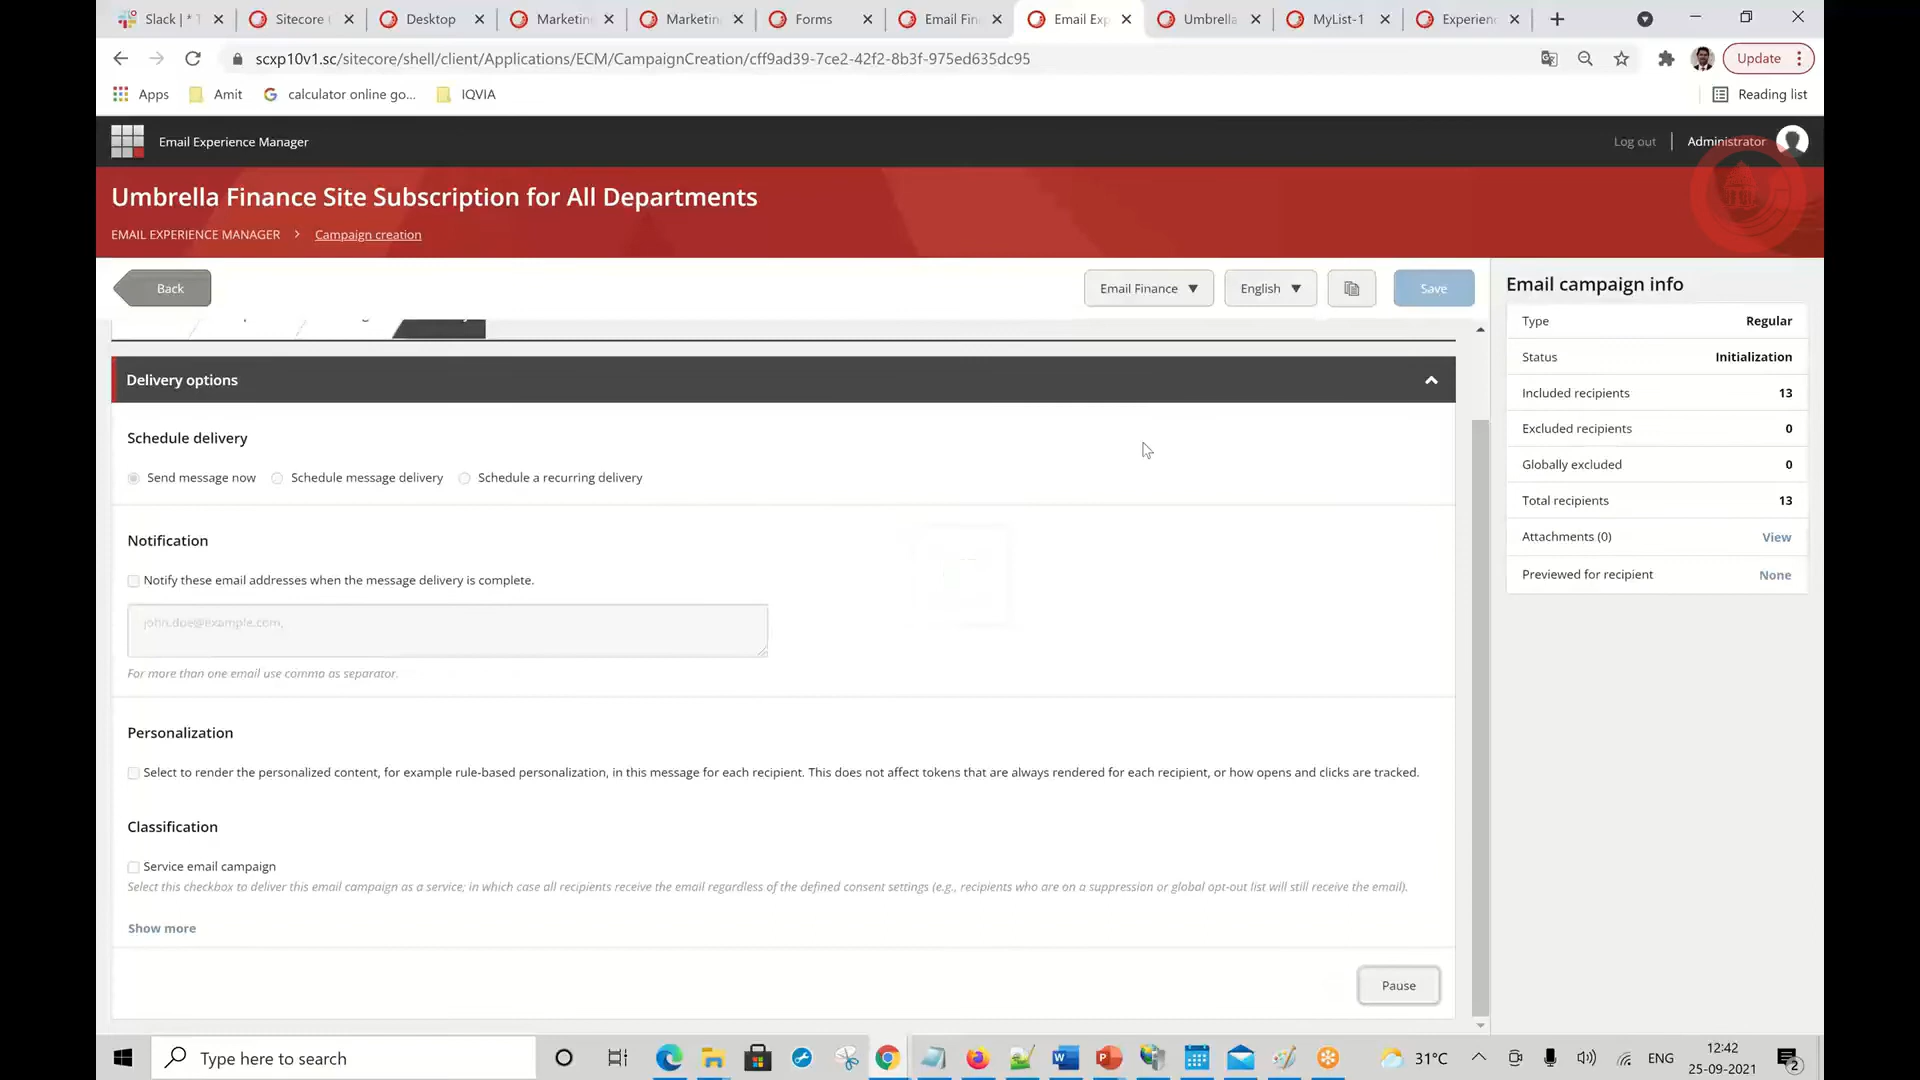 Slack | * T
Sitecore
Desktop
Marketin
Marketin
Forms
Email Fin
Email Exp
Umbrella
MyList-1
Experienc
scxp10v1.sc/sitecore/shell/client/Applications/ECM/CampaignCreation/cff9ad39-7ce2-42f2-8b3f-975ed635dc95
Update
Apps
Amit
calculator online go...
IQVIA
Reading list
Email Experience Manager
Log out
Administrator
Umbrella Finance Site Subscription for All Departments
EMAIL EXPERIENCE MANAGER > Campaign creation
Back
Email Finance
English
Save
Delivery options
Schedule delivery
Send message now
Schedule message delivery
Schedule a recurring delivery
Notification
Notify these email addresses when the message delivery is complete.
john.doe@example.com,
For more than one email use comma as separator.
Personalization
Select to render the personalized content, for example rule-based personalization, in this message for each recipient. This does not affect tokens that are always rendered for each recipient, or how opens and clicks are tracked.
Classification
Service email campaign
Select this checkbox to deliver this email campaign as a service; in which case all recipients receive the email regardless of the defined consent settings (e.g., recipients who are on a suppression or global opt-out list will still receive the email).
Show more
Pause
Email campaign info
Type Regular
Status Initialization
Included recipients 13
Excluded recipients 0
Globally excluded 0
Total recipients 13
Attachments (0) View
Previewed for recipient None
Type here to search
31°C
ENG
12:42
25-09-2021
2